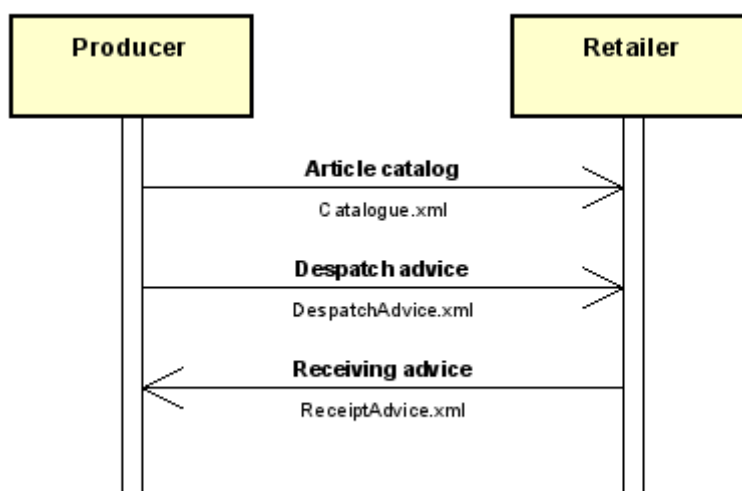 Producer
Retailer
Article catalog
Catalogue.xml
Despatch advice
DespatchAdvice.xml
Receiving advice
ReceiptAdvice.xml